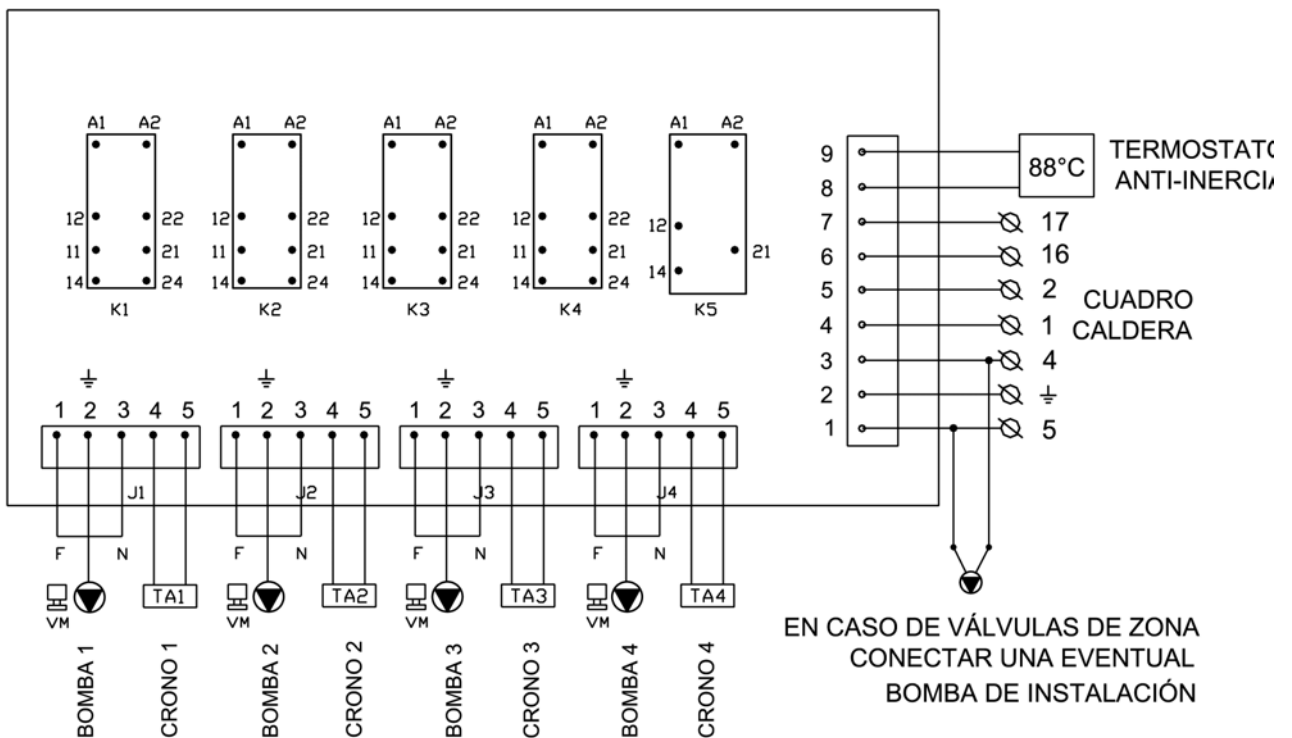 A1 A2 A1 A2 A1 A2 A1 A2 A1 A2
12 22 12 22 12 22 12 22 12
11 21 11 21 11 21 11 21 21
14 24 14 24 14 24 14 24 14
K1 K2 K3 K4 K5
9
8
7
6
5
4
3
2
1
88°C
TERMOSTATO
ANTI-INERCIA
17
16
2
1
4
5
CUADRO
CALDERA
1 2 3 4 5 1 2 3 4 5 1 2 3 4 5 1 2 3 4 5
J1 J2 J3 J4
F N F N F N F N
TA1 TA2 TA3 TA4
VM VM VM VM
BOMBA 1
CRONO 1
BOMBA 2
CRONO 2
BOMBA 3
CRONO 3
BOMBA 4
CRONO 4
EN CASO DE VÁLVULAS DE ZONA
CONECTAR UNA EVENTUAL
BOMBA DE INSTALACIÓN